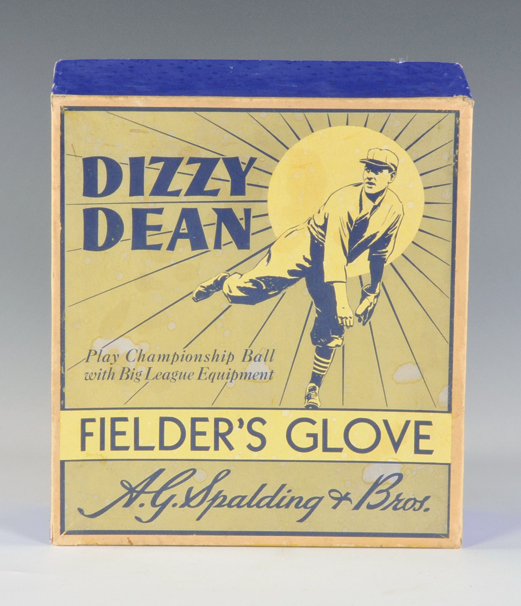 DIZZY
DEAN
Play Championship Ball
with Big League Equipment
FIELDER'S GLOVE
A.G. Spalding & Bros.